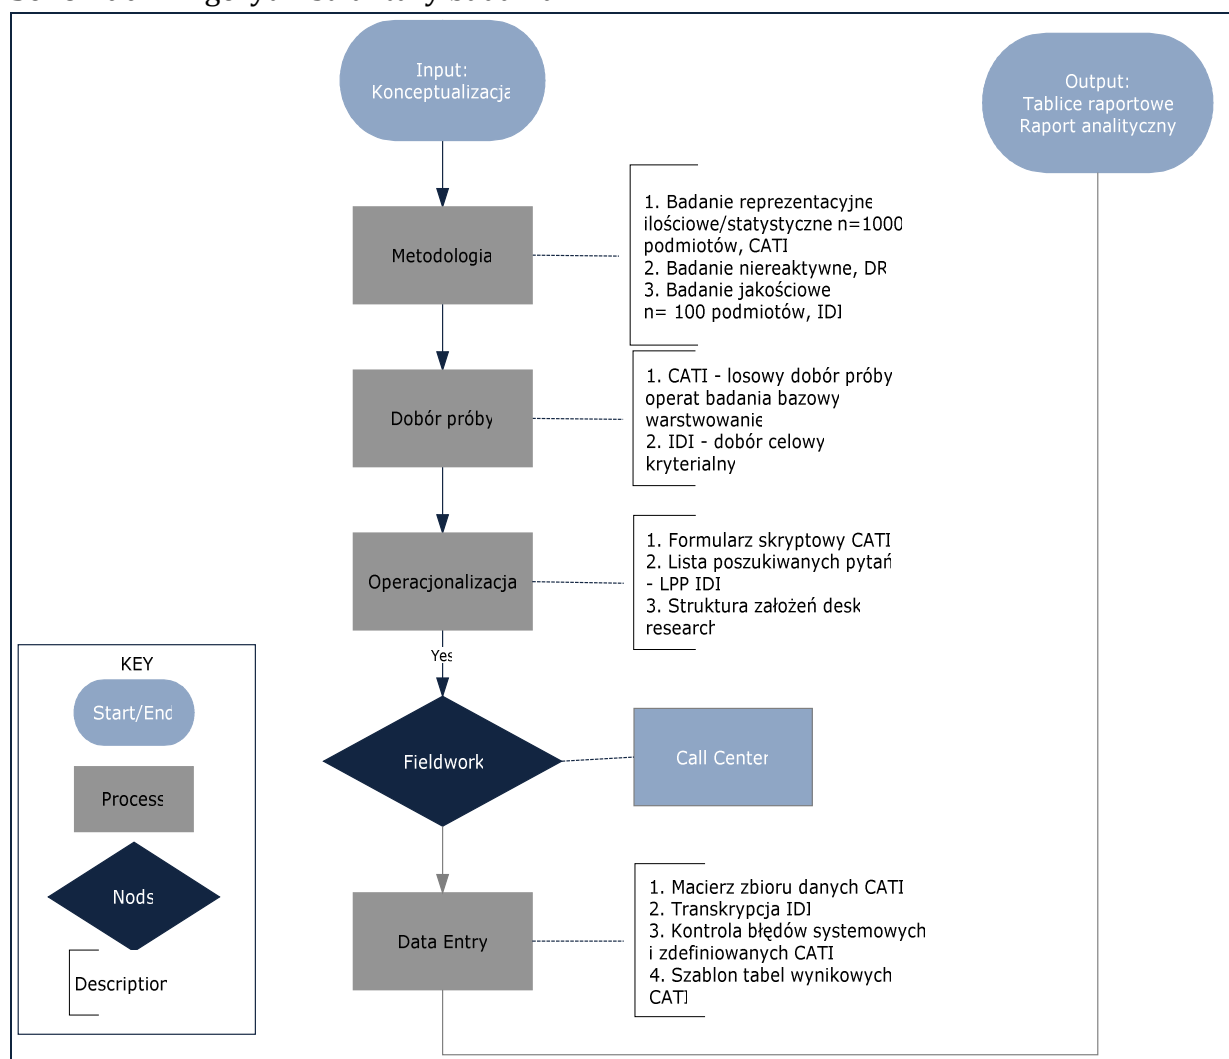 Input:
Konceptualizacja
Output:
Tablice raportowe
Raport analityczny
Metodologia
1. Badanie reprezentacyjne
ilościowe/statystyczne n=1000
podmiotów, CATI
2. Badanie niereaktywne, DR
3. Badanie jakościowe
n= 100 podmiotów, IDI
Dobór próby
1. CATI - losowy dobór próby
operat badania bazowy
warstwowanie
2. IDI - dobór celowy
kryterialny
Operacjonalizacja
1. Formularz skryptowy CATI
2. Lista poszukiwanych pytań
- LPP IDI
3. Struktura założeń desk
research
Yes
Fieldwork
Call Center
Data Entry
1. Macierz zbioru danych CATI
2. Transkrypcja IDI
3. Kontrola błędów systemowych
i zdefiniowanych CATI
4. Szablon tabel wynikowych
CATI
KEY
Start/End
Process
Nods
Description